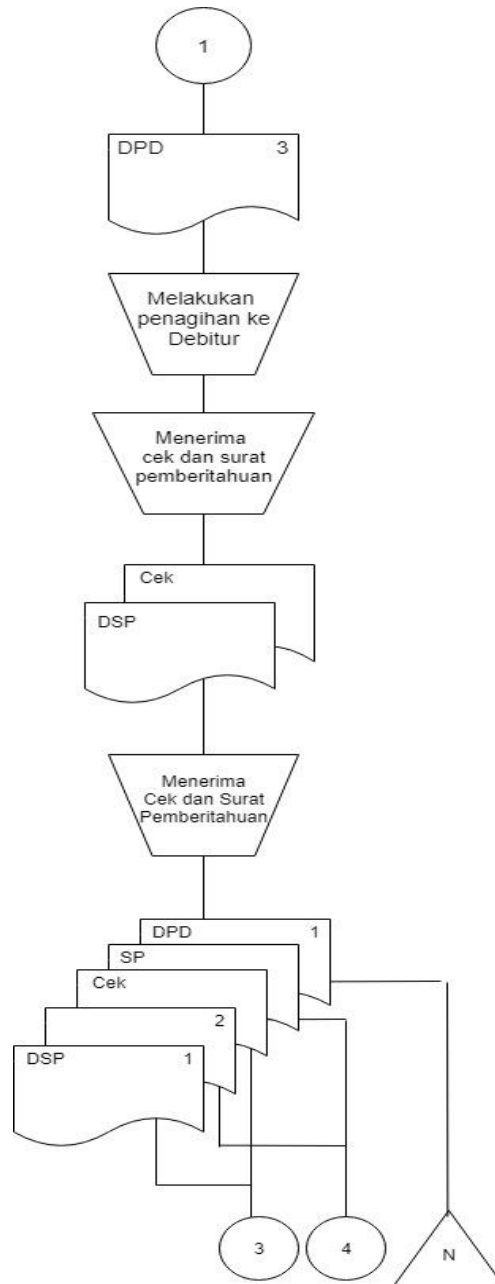 1
DPD 3
Melakukan
penagihan ke
Debitur
Menerima
cek dan surat
pemberitahuan
Cek
DSP
Menerima
Cek dan Surat
Pemberitahuan
DPD 1
SP
Cek
2
DSP 1
3 4 N